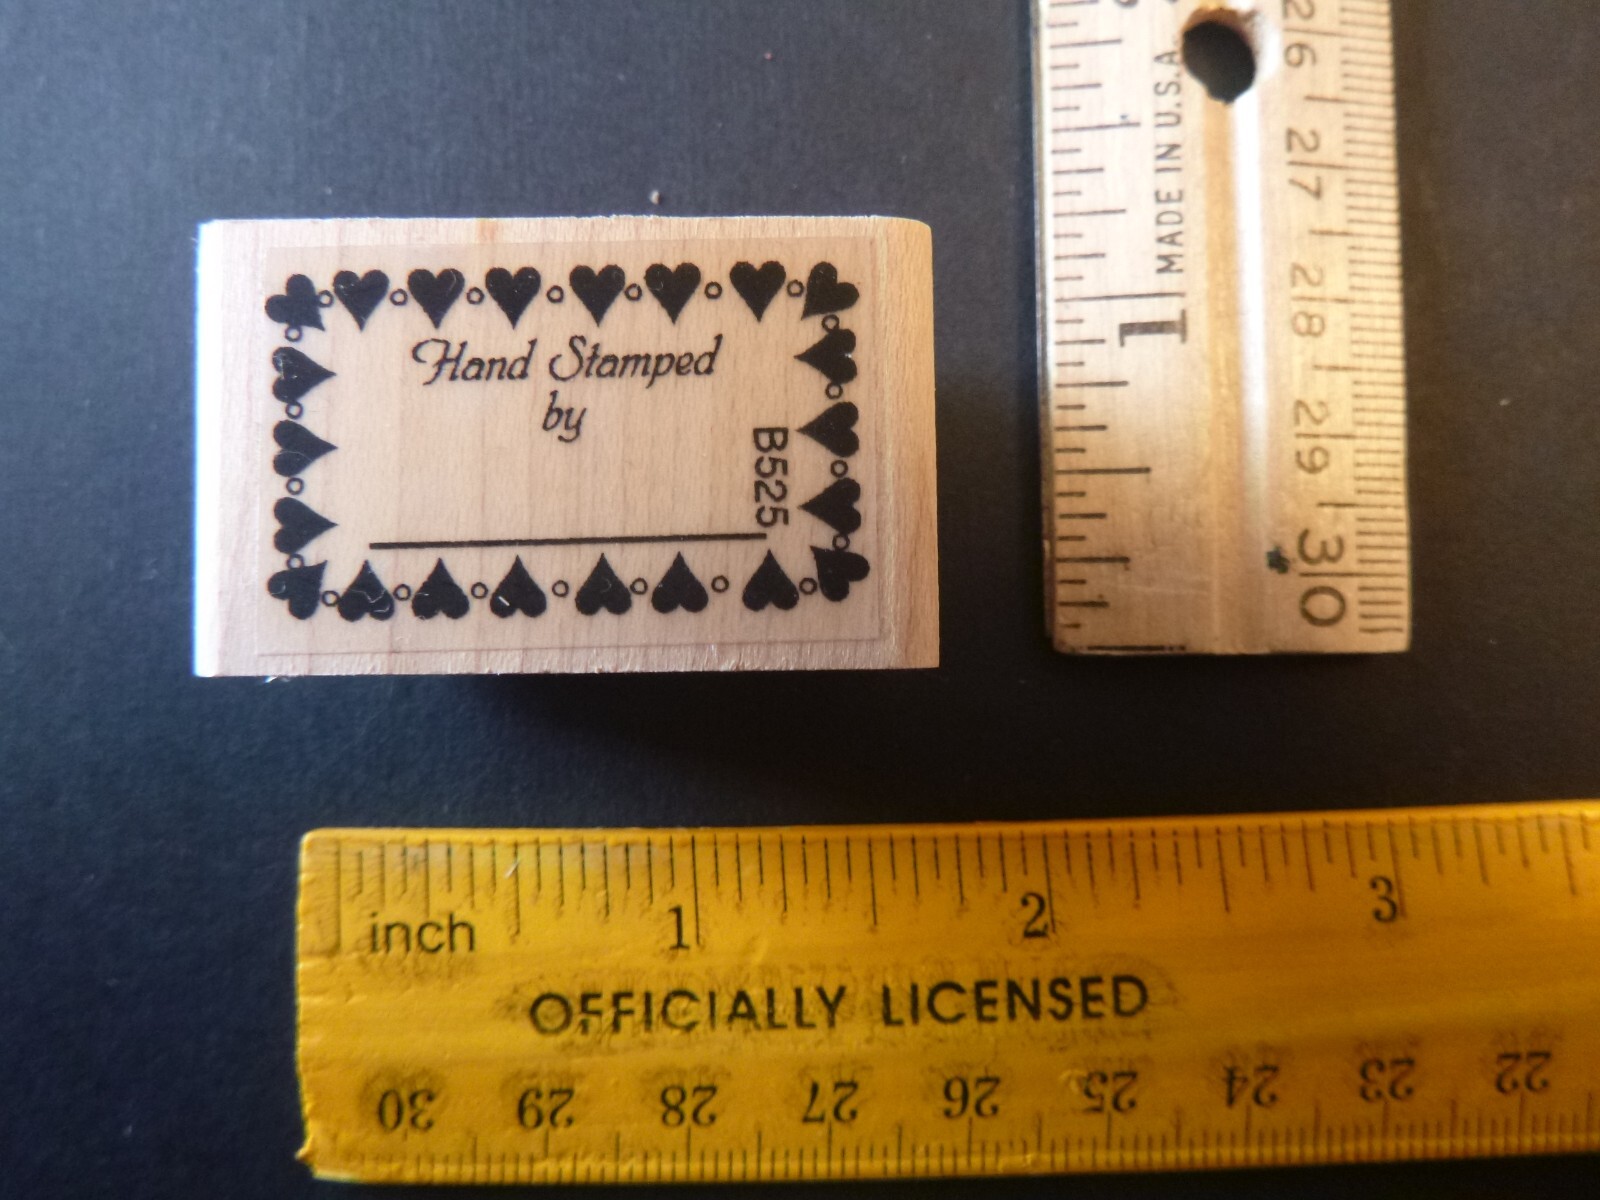 Hand Stamped
by
B525
MADE IN U.S.A
1
26 27 28 29 30
inch 1 2 3
OFFICIALLY LICENSED
30 29 28 27 26 25 24 23 22